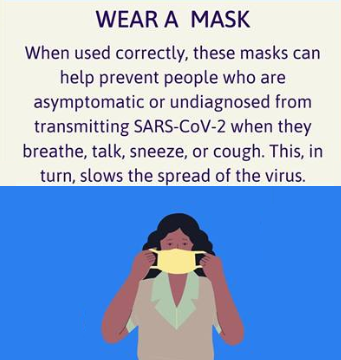 WEAR A MASK
When used correctly, these masks can
help prevent people who are
asymptomatic or undiagnosed from
transmitting SARS-CoV-2 when they
breathe, talk, sneeze, or cough. This, in
turn, slows the spread of the virus.